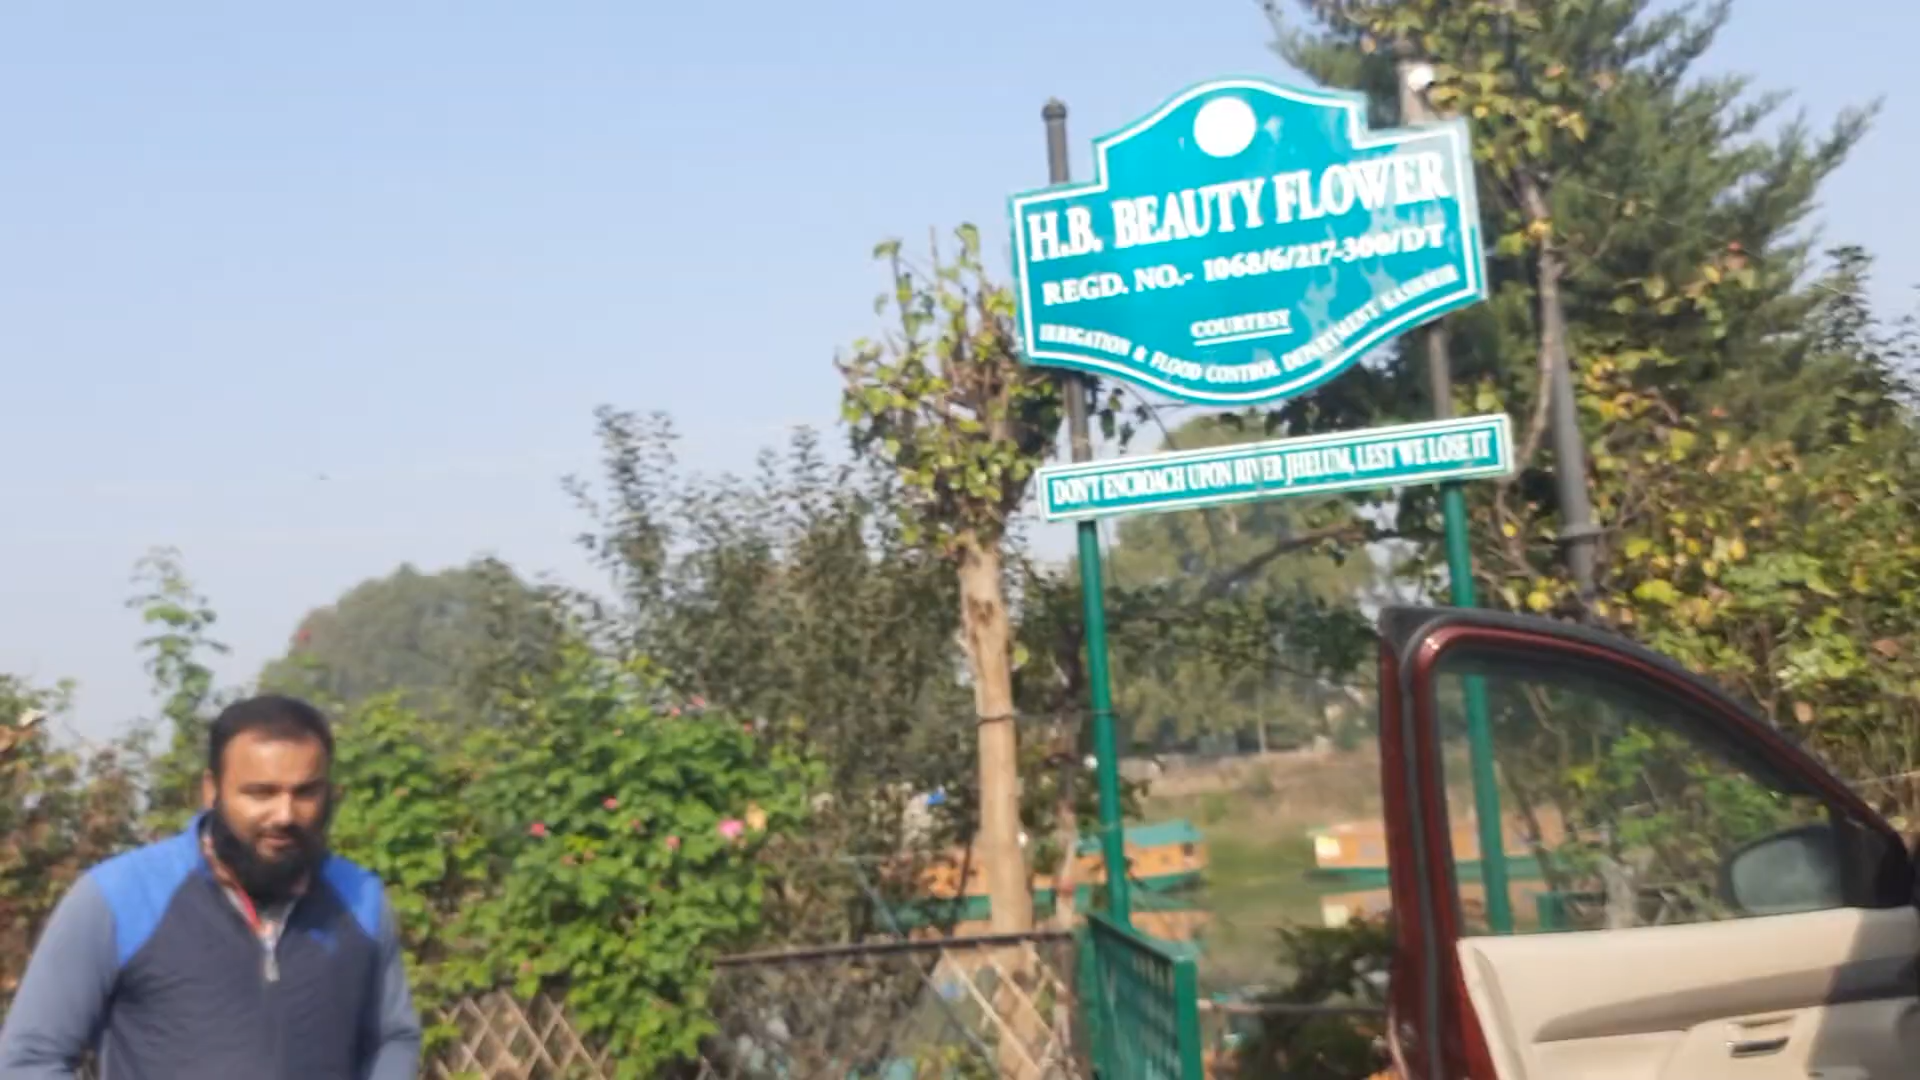 H.B. BEAUTY FLOWER
REGD. NO.- 1068/6/217-300/DT
COURTESY
IRRIGATION & FLOOD CONTROL DEPARTMENT KASHMIR
DON'T ENCROACH UPON RIVER JHELUM, LEST WE LOSE IT